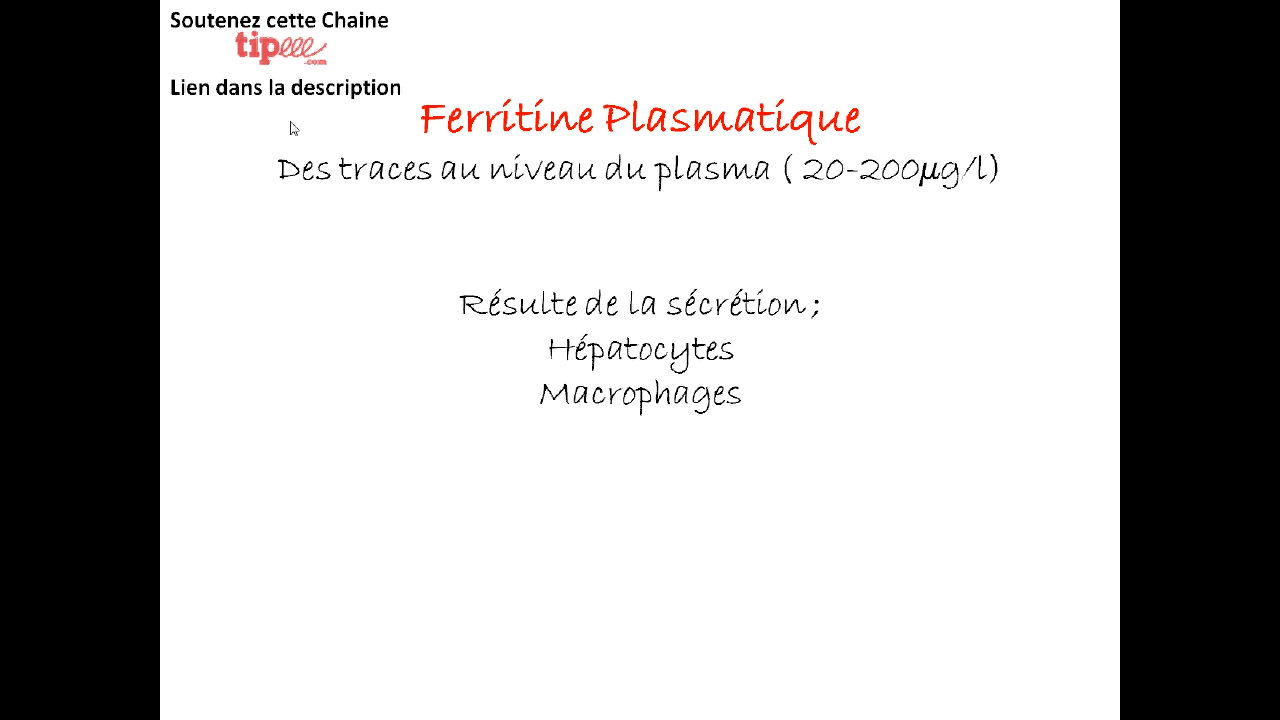 Soutenez cette Chaine
tipeee
.com
Lien dans la description
Ferritine Plasmatique
Des traces au niveau du plasma ( 20-200µg/l)
Résulte de la sécrétion ;
Hépatocytes
Macrophages